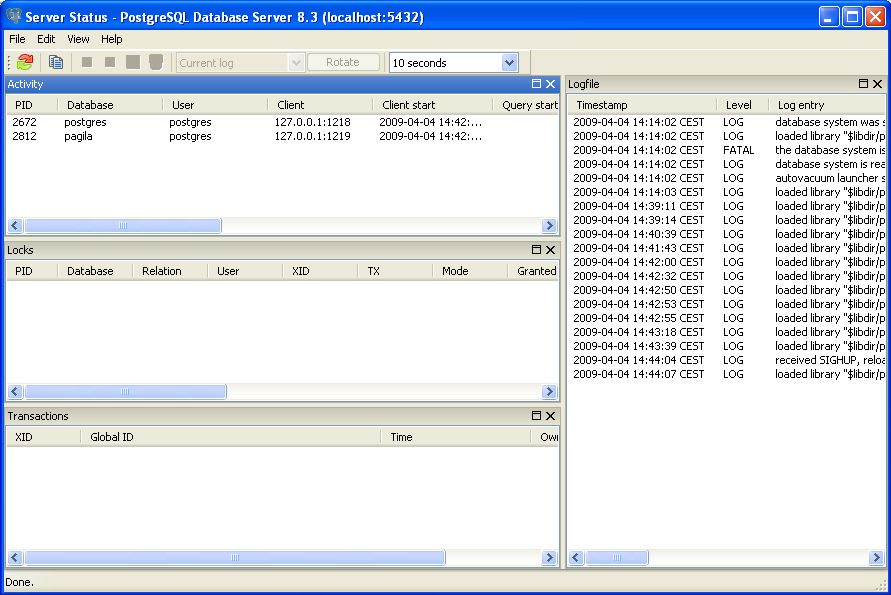 Server Status - PostgreSQL Database Server 8.3 (localhost:5432)
File Edit View Help
Current log Rotate 10 seconds
Activity
PID Database User Client Client start Query start
2672 postgres postgres 127.0.0.1:1218 2009-04-04 14:42:...
2812 pagila postgres 127.0.0.1:1219 2009-04-04 14:42:...
Locks
PID Database Relation User XID TX Mode Granted
Transactions
XID Global ID Time Own
Logfile
Timestamp Level Log entry
2009-04-04 14:14:02 CEST LOG database system was s
2009-04-04 14:14:02 CEST LOG loaded library "$libdir/p
2009-04-04 14:14:02 CEST FATAL the database system is
2009-04-04 14:14:02 CEST LOG database system is rea
2009-04-04 14:14:02 CEST LOG autovacuum launcher s
2009-04-04 14:14:03 CEST LOG loaded library "$libdir/p
2009-04-04 14:39:11 CEST LOG loaded library "$libdir/p
2009-04-04 14:39:14 CEST LOG loaded library "$libdir/p
2009-04-04 14:40:39 CEST LOG loaded library "$libdir/p
2009-04-04 14:41:43 CEST LOG loaded library "$libdir/p
2009-04-04 14:42:00 CEST LOG loaded library "$libdir/p
2009-04-04 14:42:32 CEST LOG loaded library "$libdir/p
2009-04-04 14:42:50 CEST LOG loaded library "$libdir/p
2009-04-04 14:42:53 CEST LOG loaded library "$libdir/p
2009-04-04 14:42:55 CEST LOG loaded library "$libdir/p
2009-04-04 14:43:18 CEST LOG loaded library "$libdir/p
2009-04-04 14:43:39 CEST LOG loaded library "$libdir/p
2009-04-04 14:44:04 CEST LOG received SIGHUP, reloa
2009-04-04 14:44:07 CEST LOG loaded library "$libdir/p
Done.